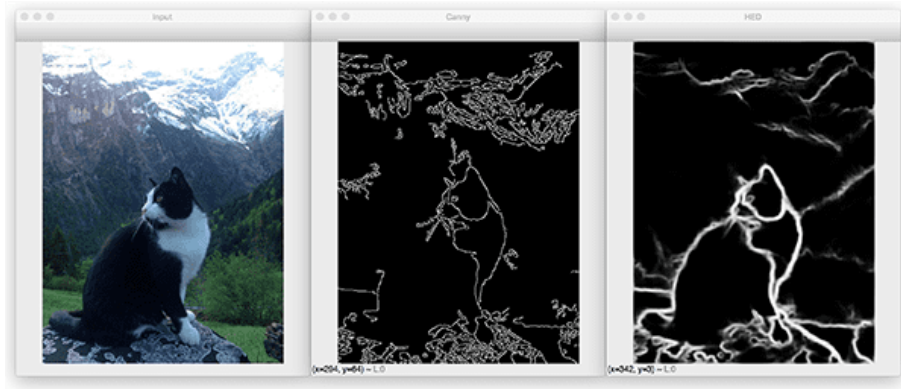 Input
Canny
HED
(x=294, y=64) ~ L:0
(x=342, y=3) ~ L:0